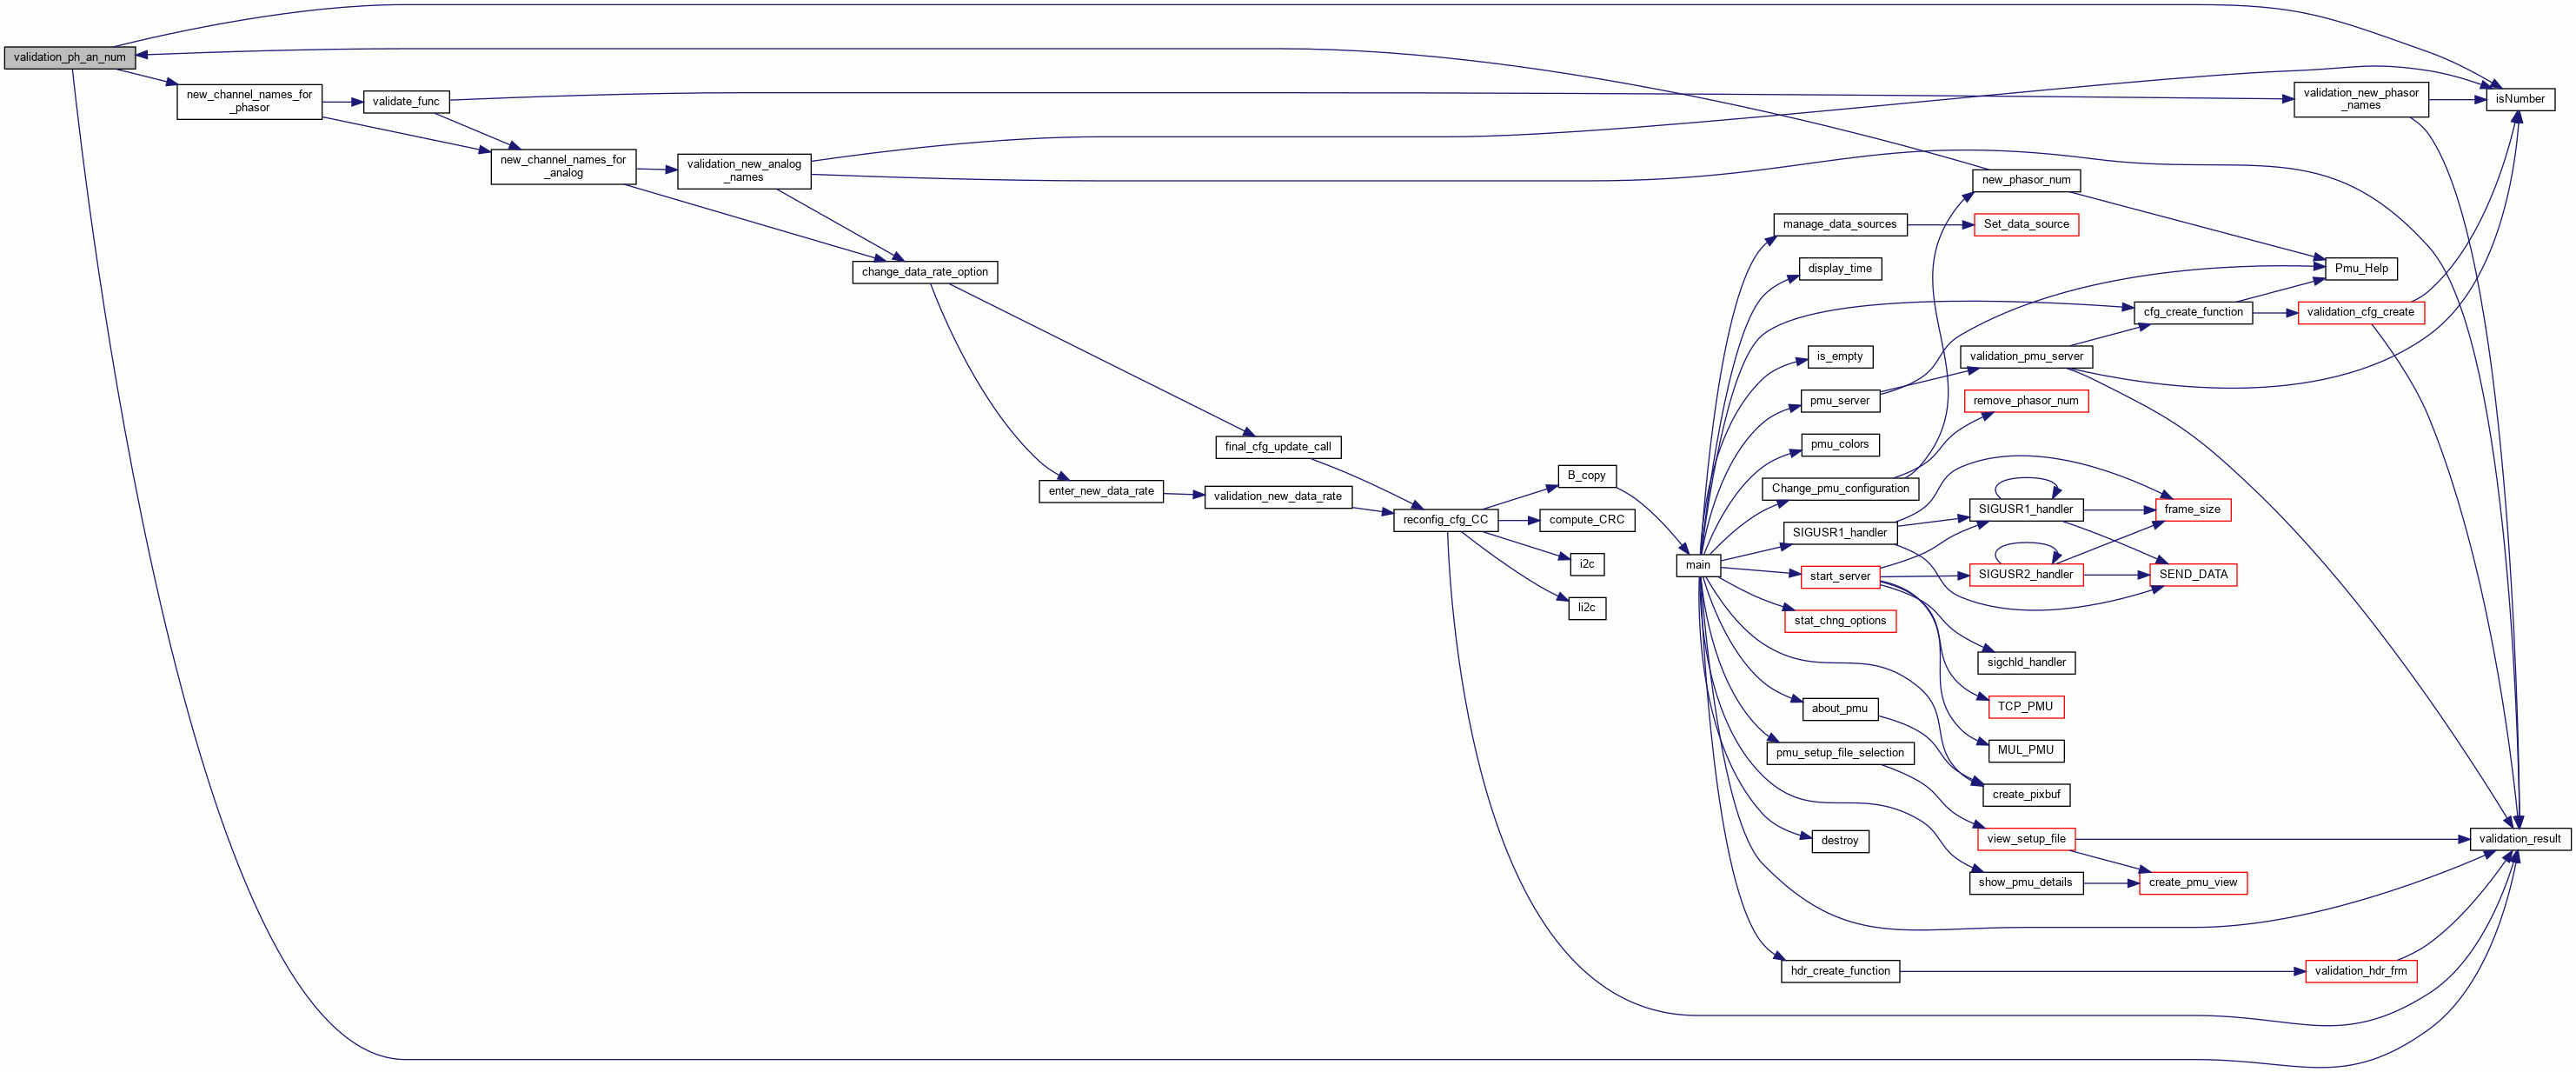 validation_ph_an_num
new_channel_names_for
_phasor
validate_func
new_channel_names_for
_analog
validation_new_analog
_names
change_data_rate_option
enter_new_data_rate
final_cfg_update_call
validation_new_data_rate
reconfig_cfg_CC
B_copy
compute_CRC
i2c
li2c
main
manage_data_sources
display_time
is_empty
pmu_server
pmu_colors
Change_pmu_configuration
SIGUSR1_handler
start_server
stat_chng_options
about_pmu
pmu_setup_file_selection
destroy
hdr_create_function
new_phasor_num
Set_data_source
validation_pmu_server
remove_phasor_num
SIGUSR1_handler
SIGUSR2_handler
sigchld_handler
TCP_PMU
MUL_PMU
create_pixbuf
view_setup_file
show_pmu_details
cfg_create_function
frame_size
SEND_DATA
create_pmu_view
validation_new_phasor
_names
Pmu_Help
validation_cfg_create
validation_hdr_frm
isNumber
validation_result